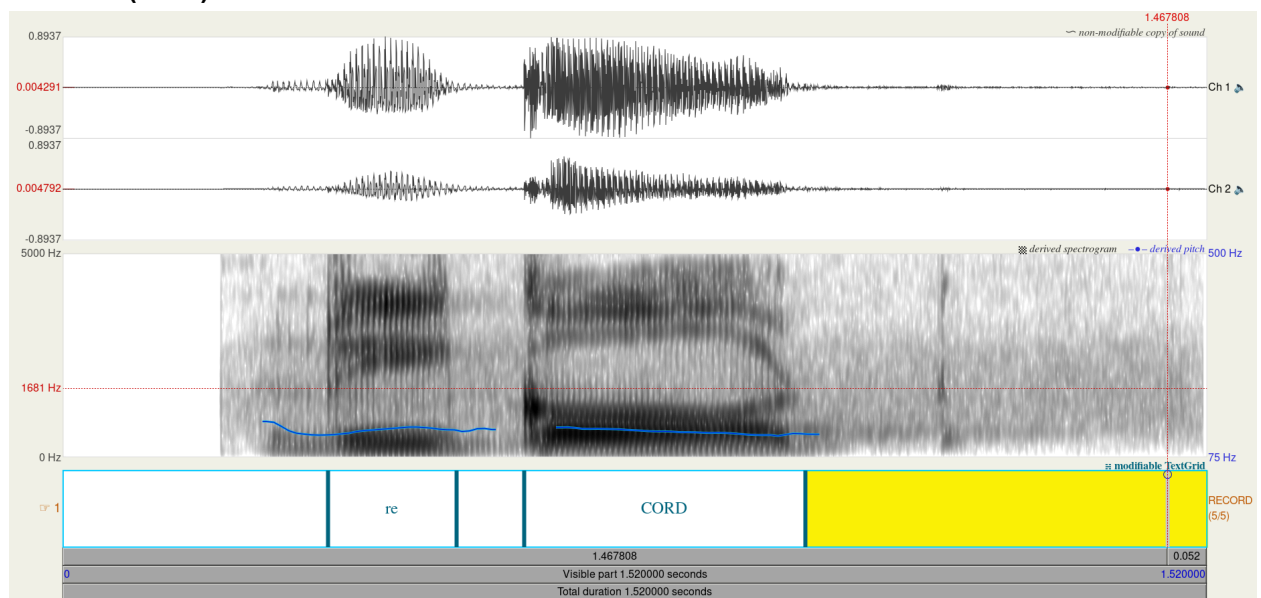 1.467808
0.8937
non-modifiable copy of sound
0.004291
Ch 1
-0.8937
0.8937
0.004792
Ch 2
-0.8937
5000 Hz
derived spectrogram
derived pitch
500 Hz
1681 Hz
0 Hz
75 Hz
modifiable TextGrid
1
re
CORD
RECORD
(5/5)
1.467808
0.052
0
Visible part 1.520000 seconds
1.520000
Total duration 1.520000 seconds